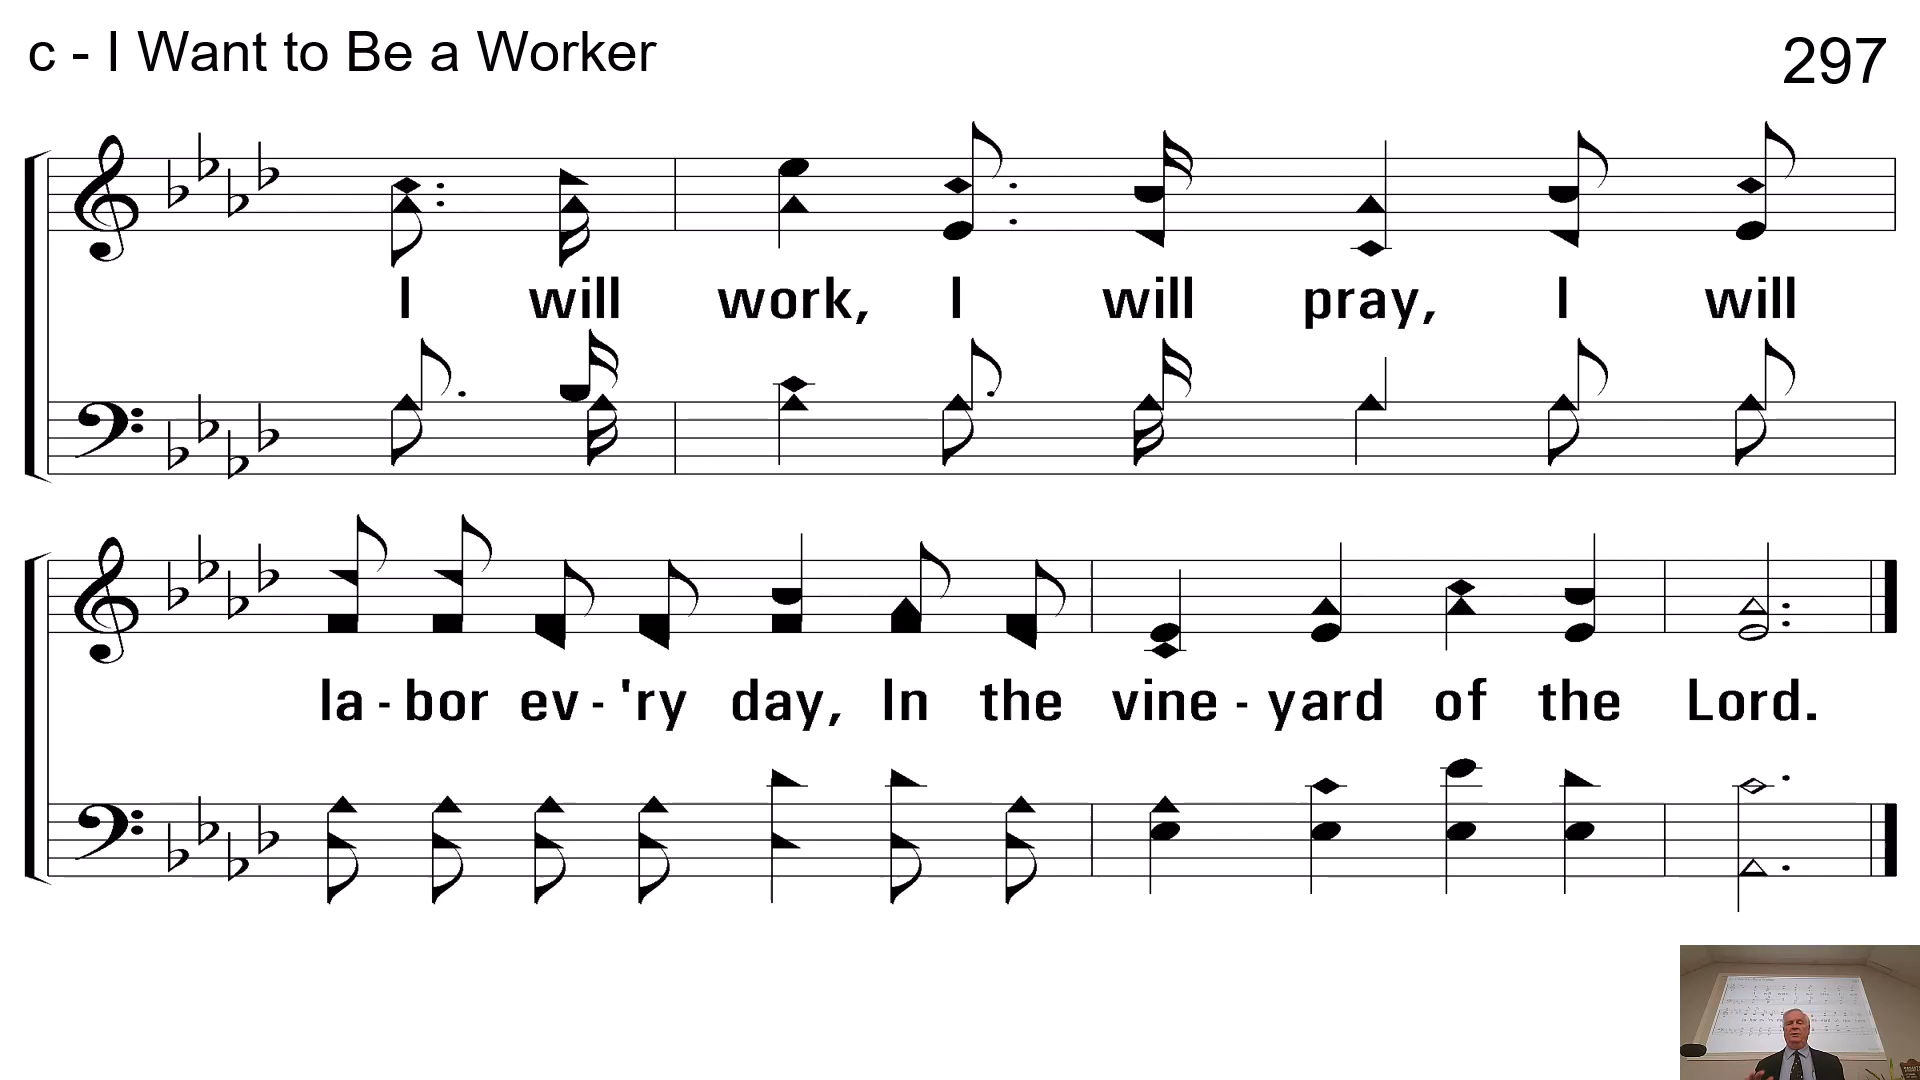 c - I Want to Be a Worker
297
I will work, I will pray, I will
la - bor ev - 'ry day, In the vine - yard of the Lord.